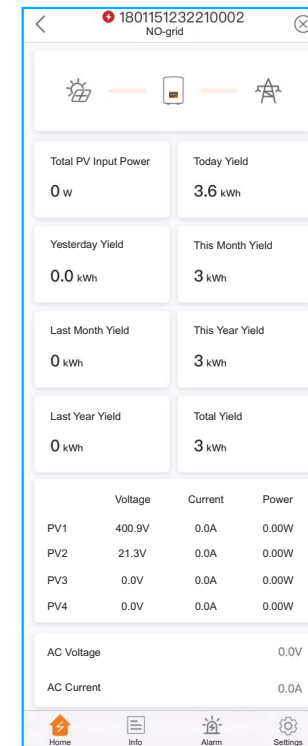 1801151232210002
NO-grid
Total PV Input Power
Today Yield
0 W
3.6 kWh
Yesterday Yield
This Month Yield
0.0 kWh
3 kWh
Last Month Yield
This Year Yield
0 kWh
3 kWh
Last Year Yield
Total Yield
0 kWh
3 kWh
Voltage Current Power
PV1 400.9V 0.0A 0.00W
PV2 21.3V 0.0A 0.00W
PV3 0.0V 0.0A 0.00W
PV4 0.0V 0.0A 0.00W
AC Voltage 0.0V
AC Current 0.0A
Home Info Alarm Settings